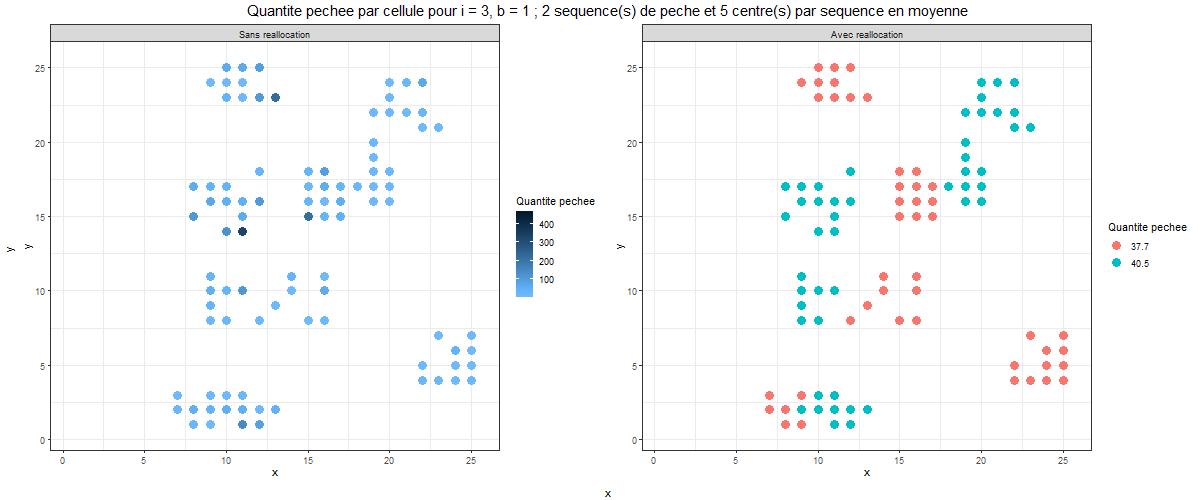 Quantite pechee par cellule pour i = 3, b = 1 ; 2 sequence(s) de peche et 5 centre(s) par sequence en moyenne
Sans reallocation
25
20
15
10
5
0
y
y
0 5 10 15 20 25
x
Quantite pechee
400
300
200
100
Avec reallocation
25
20
15
10
5
0
y
0 5 10 15 20 25
x
Quantite pechee
37.7
40.5
x